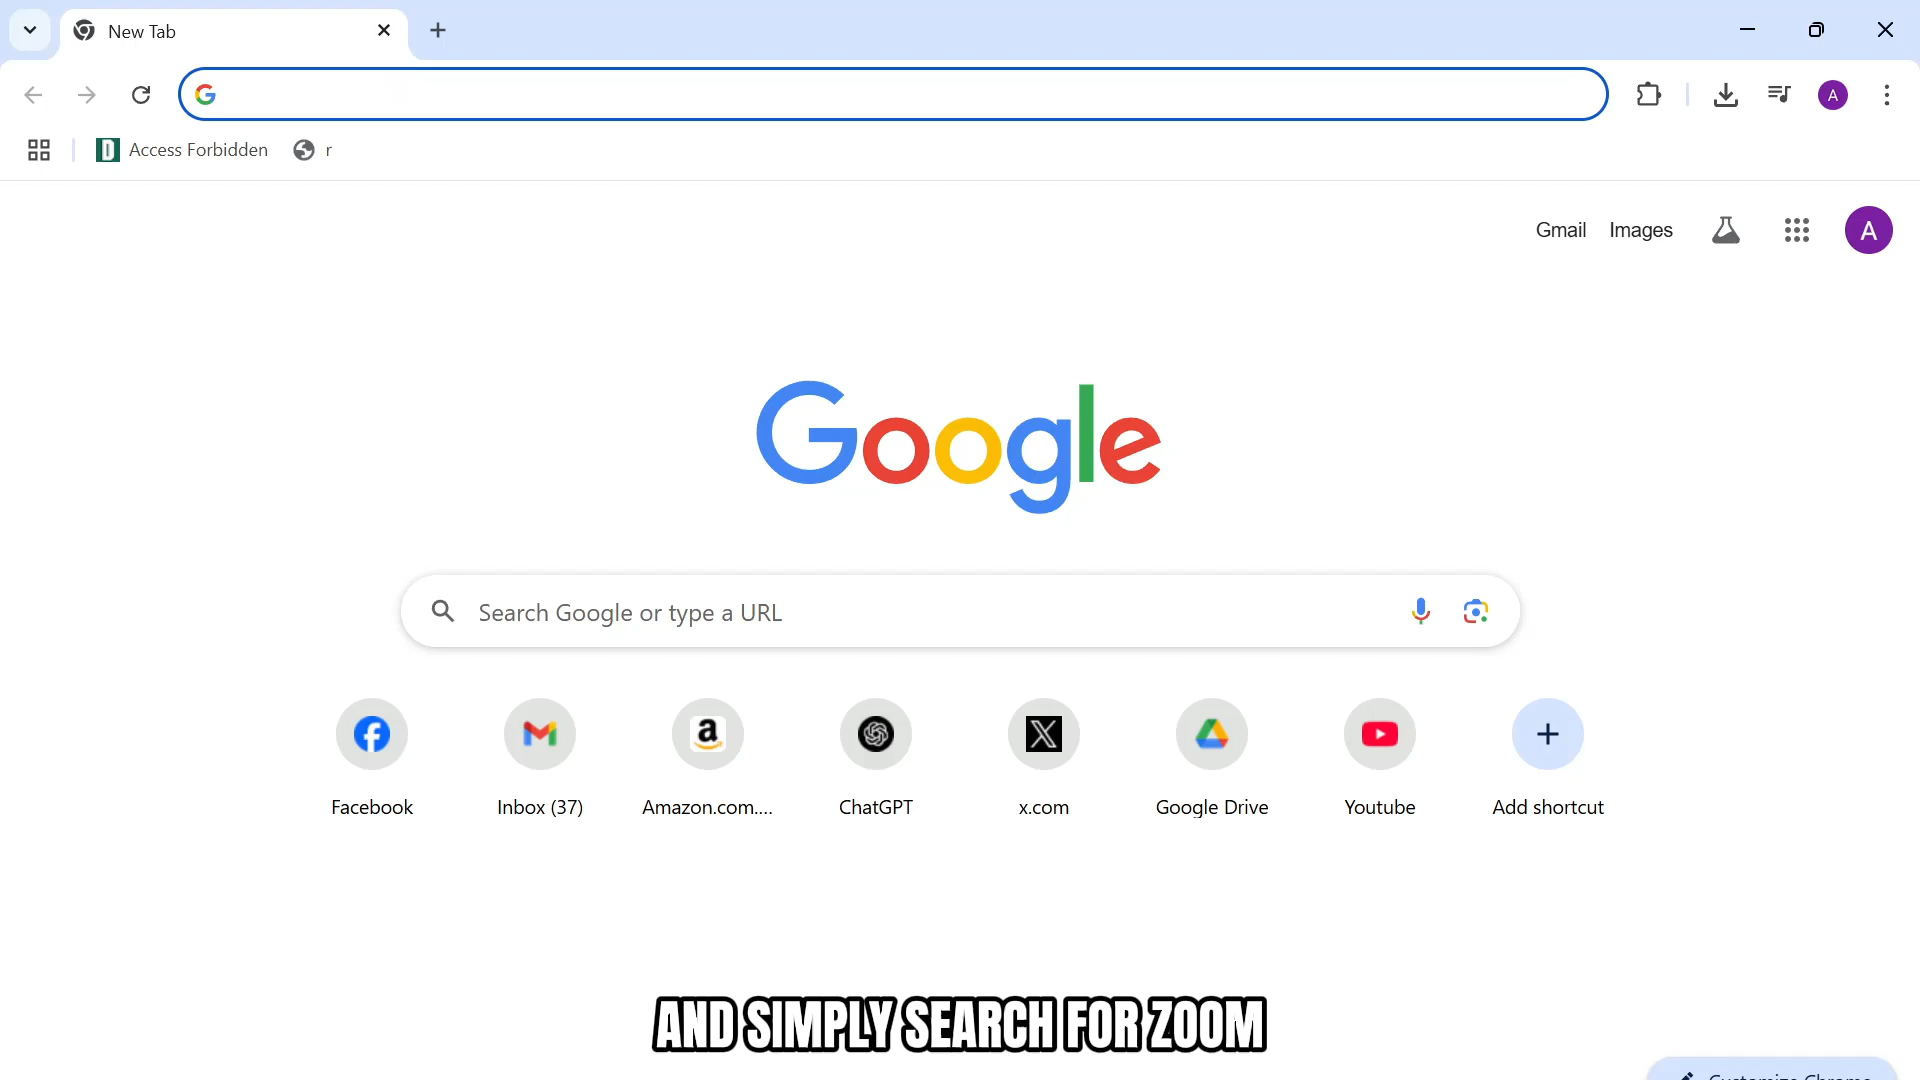 New Tab
Access Forbidden
r
Gmail
Images
A
A
Google
Search Google or type a URL
Facebook
Inbox (37)
Amazon.com....
ChatGPT
x.com
Google Drive
Youtube
Add shortcut
AND SIMPLY SEARCH FOR ZOOM
Customize Chrome